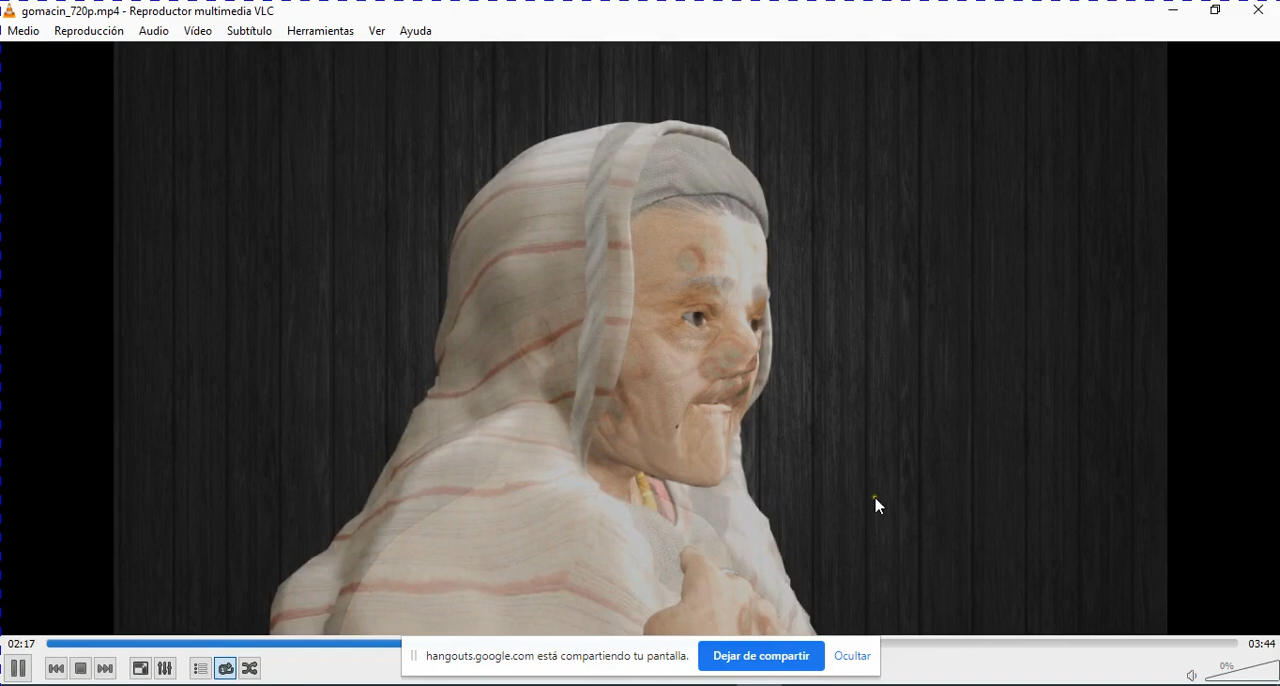 gomacin_720p.mp4 - Reproductor multimedia VLC
Medio Reproducción Audio Vídeo Subtítulo Herramientas Ver Ayuda
02:17 03:44
hangouts.google.com está compartiendo tu pantalla. Dejar de compartir Ocultar
0%